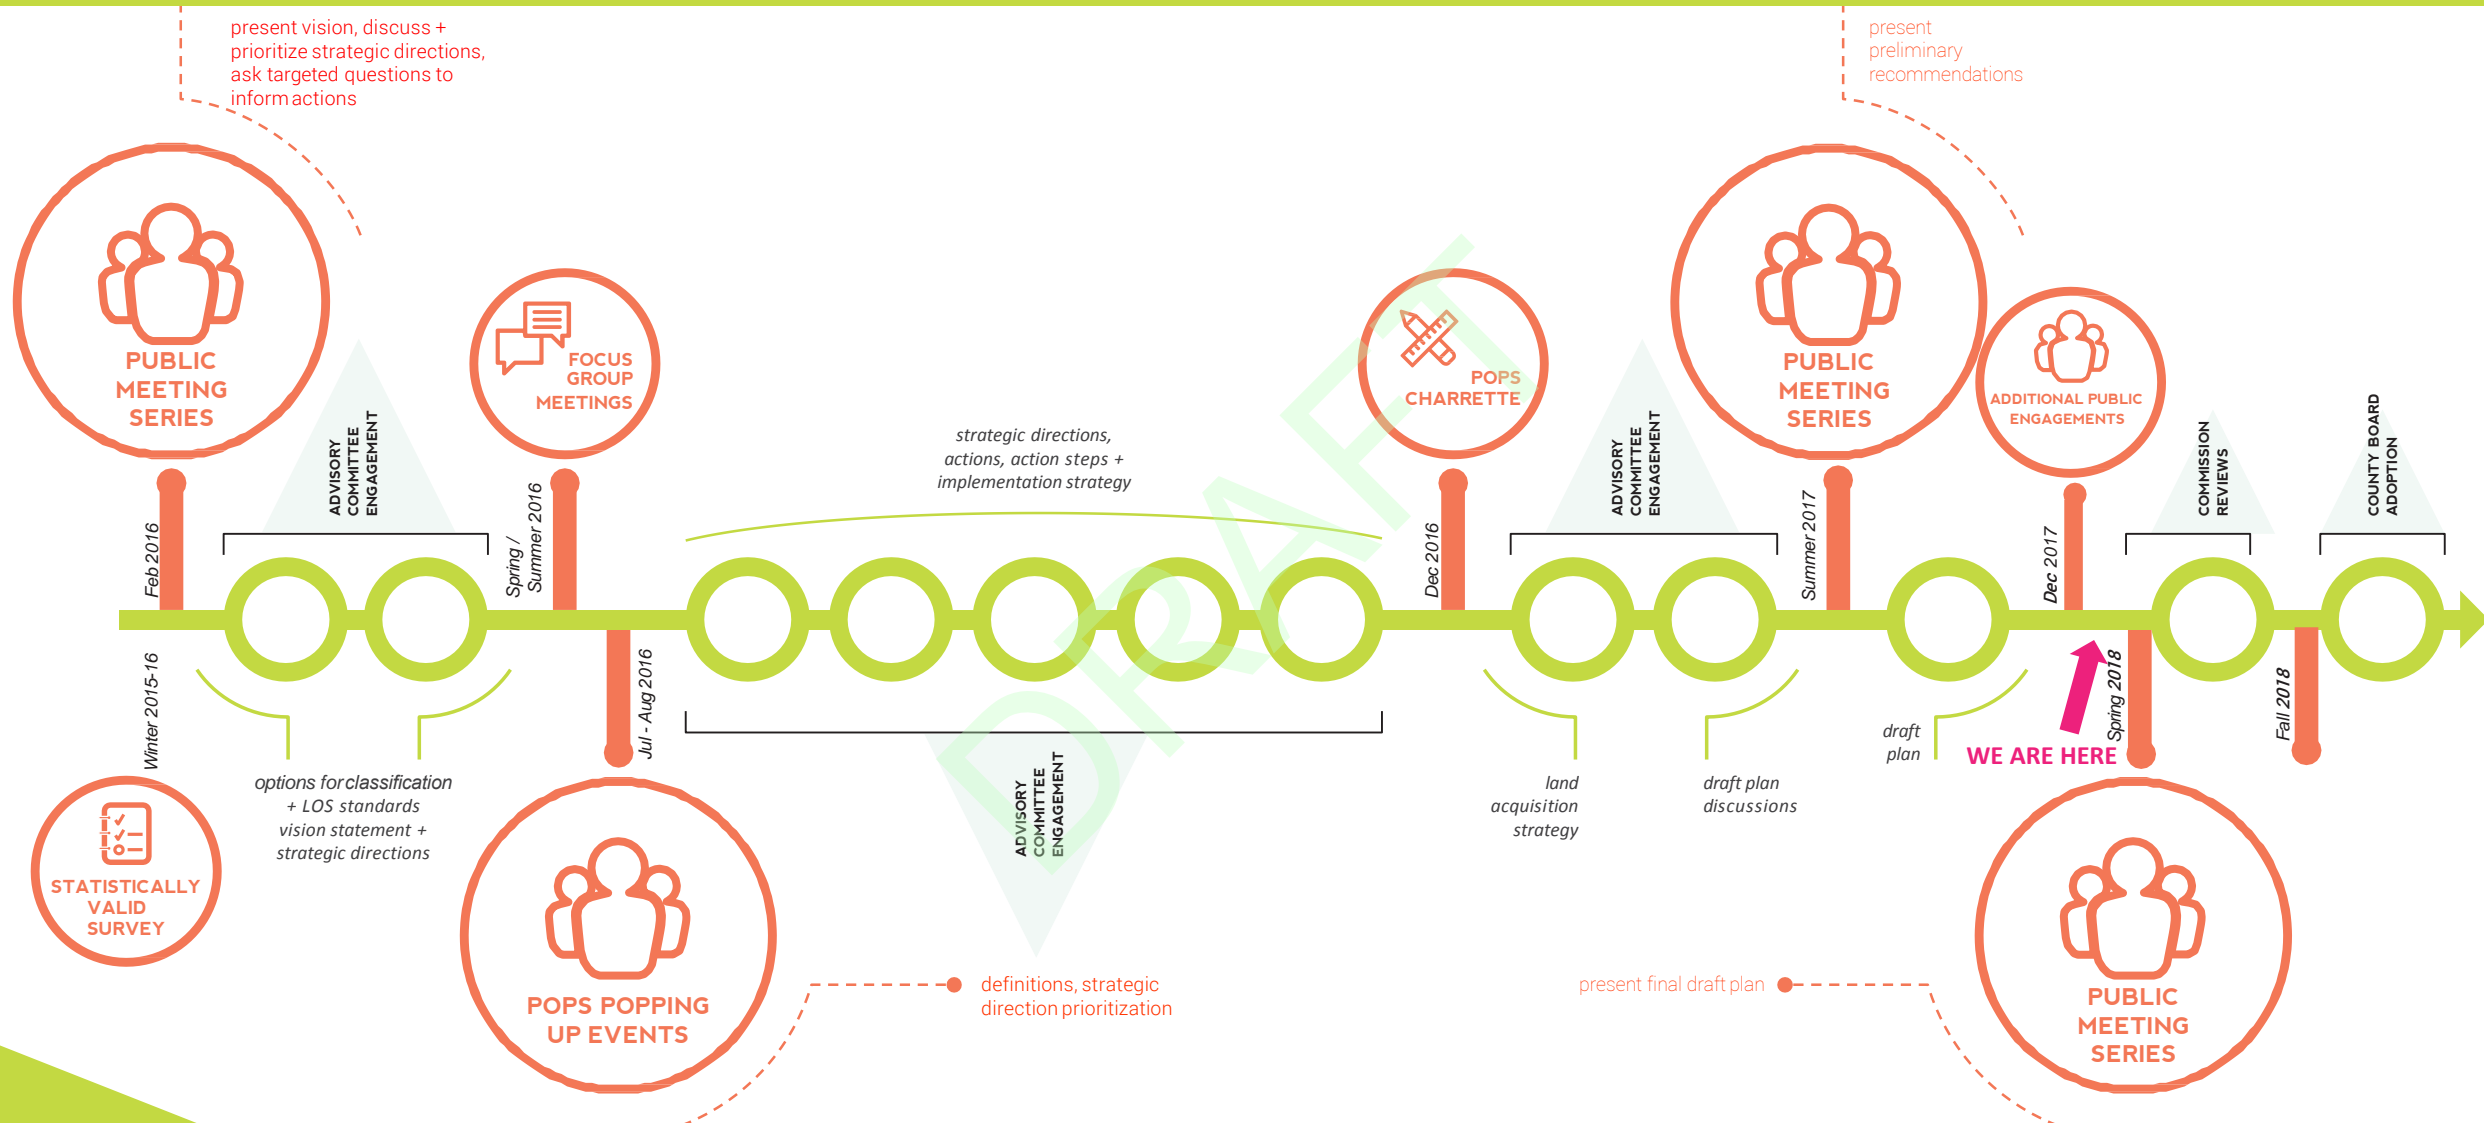 present vision, discuss +
prioritize strategic directions,
ask targeted questions to
inform actions
present
preliminary
recommendations
PUBLIC
MEETING
SERIES
ADVISORY
COMMITTEE
ENGAGEMENT
FOCUS
GROUP
MEETINGS
strategic directions,
actions, action steps +
implementation strategy
POPS
CHARRETTE
ADVISORY
COMMITTEE
ENGAGEMENT
PUBLIC
MEETING
SERIES
ADDITIONAL PUBLIC
ENGAGEMENTS
COMMISSION
REVIEWS
COUNTY BOARD
ADOPTION
Feb 2016
Spring /
Summer 2016
Dec 2016
Summer 2017
Dec 2017
DRAFT
Winter 2015-16
Jul - Aug 2016
Spring 2018
Fall 2018
WE ARE HERE
options for classification
+ LOS standards
vision statement +
strategic directions
ADVISORY
COMMITTEE
ENGAGEMENT
land
acquisition
strategy
draft plan
discussions
draft
plan
STATISTICALLY
VALID
SURVEY
POPS POPPING
UP EVENTS
definitions, strategic
direction prioritization
present final draft plan
PUBLIC
MEETING
SERIES